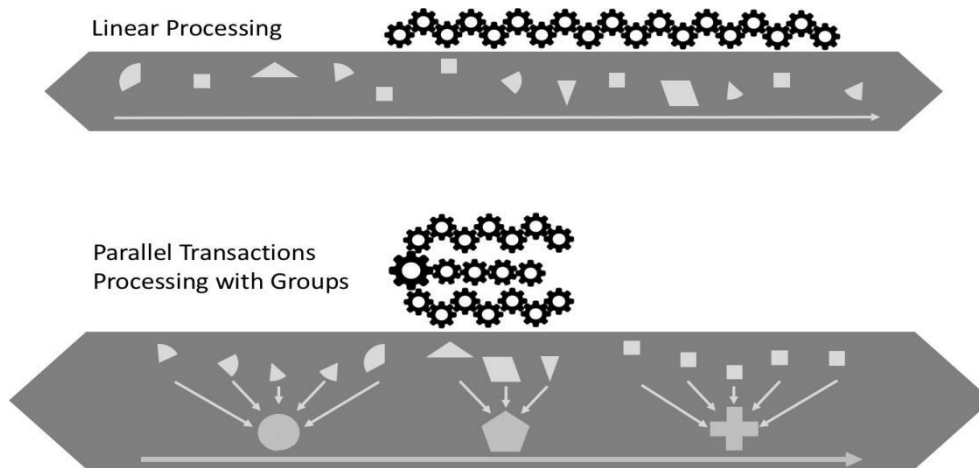 Linear Processing
Parallel Transactions
Processing with Groups